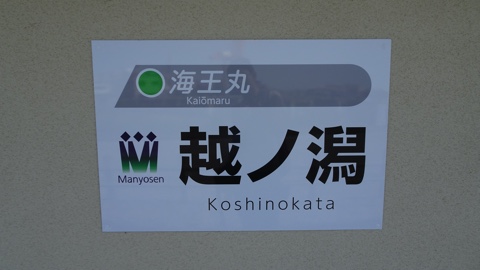 海王丸
Kaiōmaru
越ノ潟
Manyosen
Koshinokata